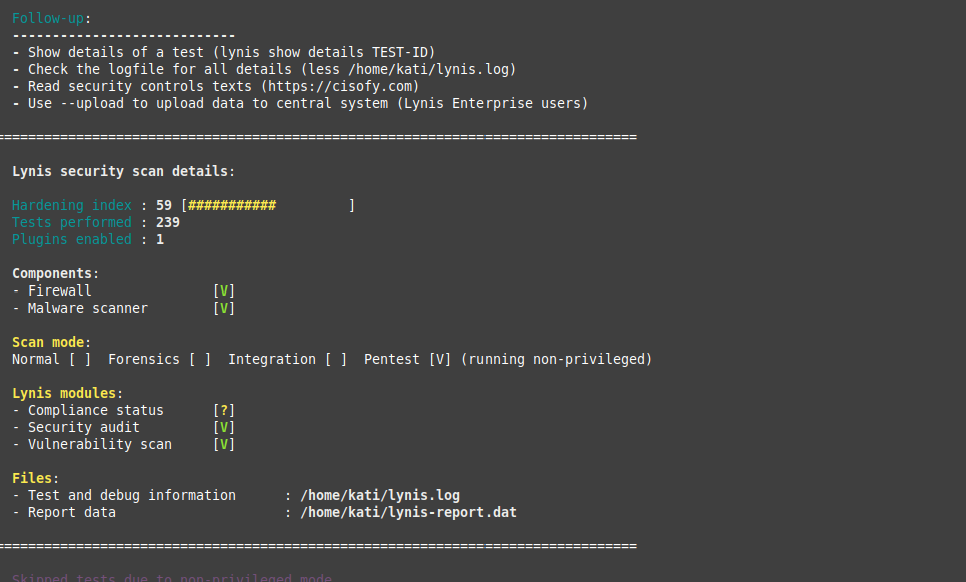 Follow-up:
----------------------------
- Show details of a test (lynis show details TEST-ID)
- Check the logfile for all details (less /home/kati/lynis.log)
- Read security controls texts (https://cisofy.com)
- Use --upload to upload data to central system (Lynis Enterprise users)
================================================================================
Lynis security scan details:
Hardening index : 59 [###########         ]
Tests performed : 239
Plugins enabled : 1
Components:
- Firewall               [V]
- Malware scanner        [V]
Scan mode:
Normal [ ]  Forensics [ ]  Integration [ ]  Pentest [V] (running non-privileged)
Lynis modules:
- Compliance status      [?]
- Security audit         [V]
- Vulnerability scan     [V]
Files:
- Test and debug information      : /home/kati/lynis.log
- Report data                     : /home/kati/lynis-report.dat
================================================================================
Skipped tests due to non-privileged mode